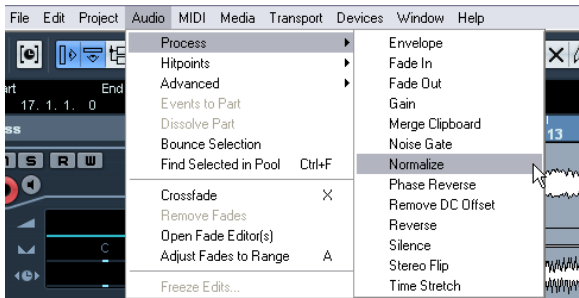 File Edit Project Audio MIDI Media Transport Devices Window Help
Process
Hitpoints
Advanced
Events to Part
Dissolve Part
Bounce Selection
Find Selected in Pool Ctrl+F
Crossfade X
Remove Fades
Open Fade Editor(s)
Adjust Fades to Range A
Freeze Edits...
Envelope
Fade In
Fade Out
Gain
Merge Clipboard
Noise Gate
Normalize
Phase Reverse
Remove DC Offset
Reverse
Silence
Stereo Flip
Time Stretch
End
17. 1. 1. 0
S R W
C
13